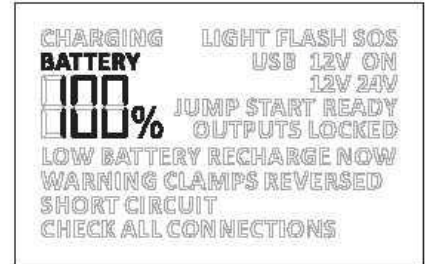 CHARGING LIGHT FLASH SOS
BATTERY USB 12V ON
12V 24V
100% JUMP START READY
OUTPUTS LOCKED
LOW BATTERY RECHARGE NOW
WARNING CLAMPS REVERSED
SHORT CIRCUIT
CHECK ALL CONNECTIONS